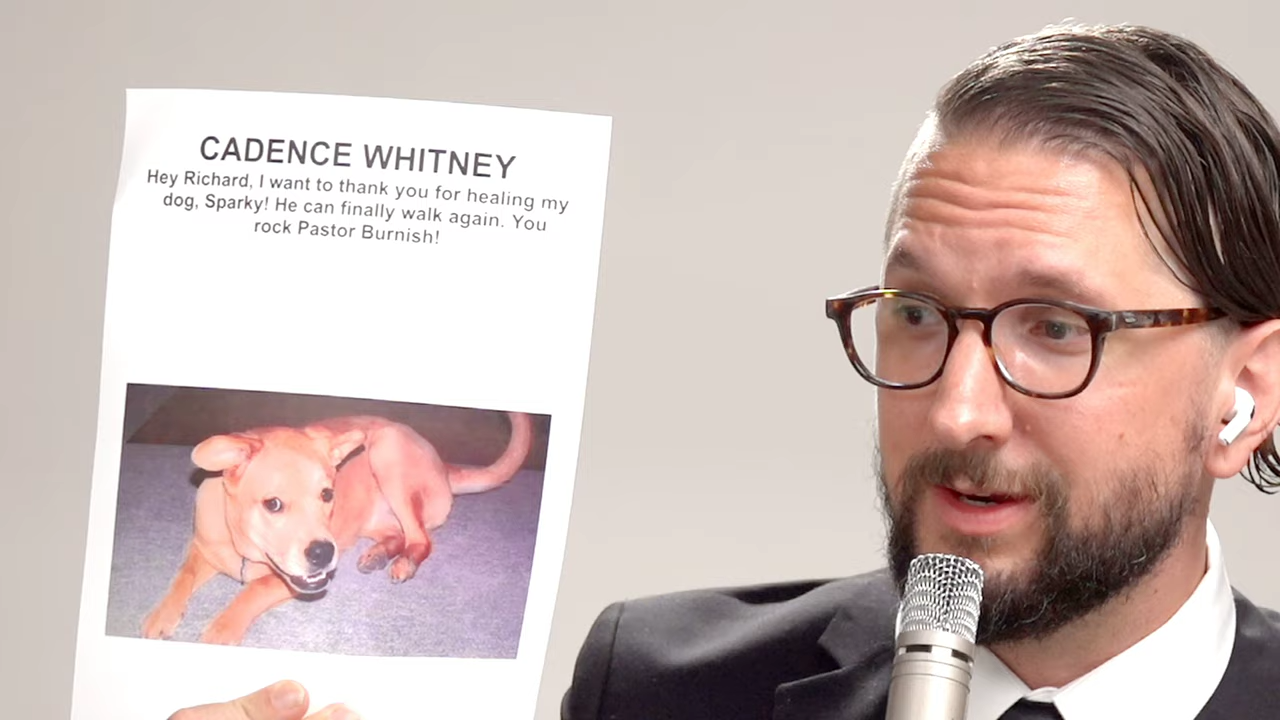 CADENCE WHITNEY
Hey Richard, I want to thank you for healing my
dog, Sparky! He can finally walk again. You
rock Pastor Burnish!